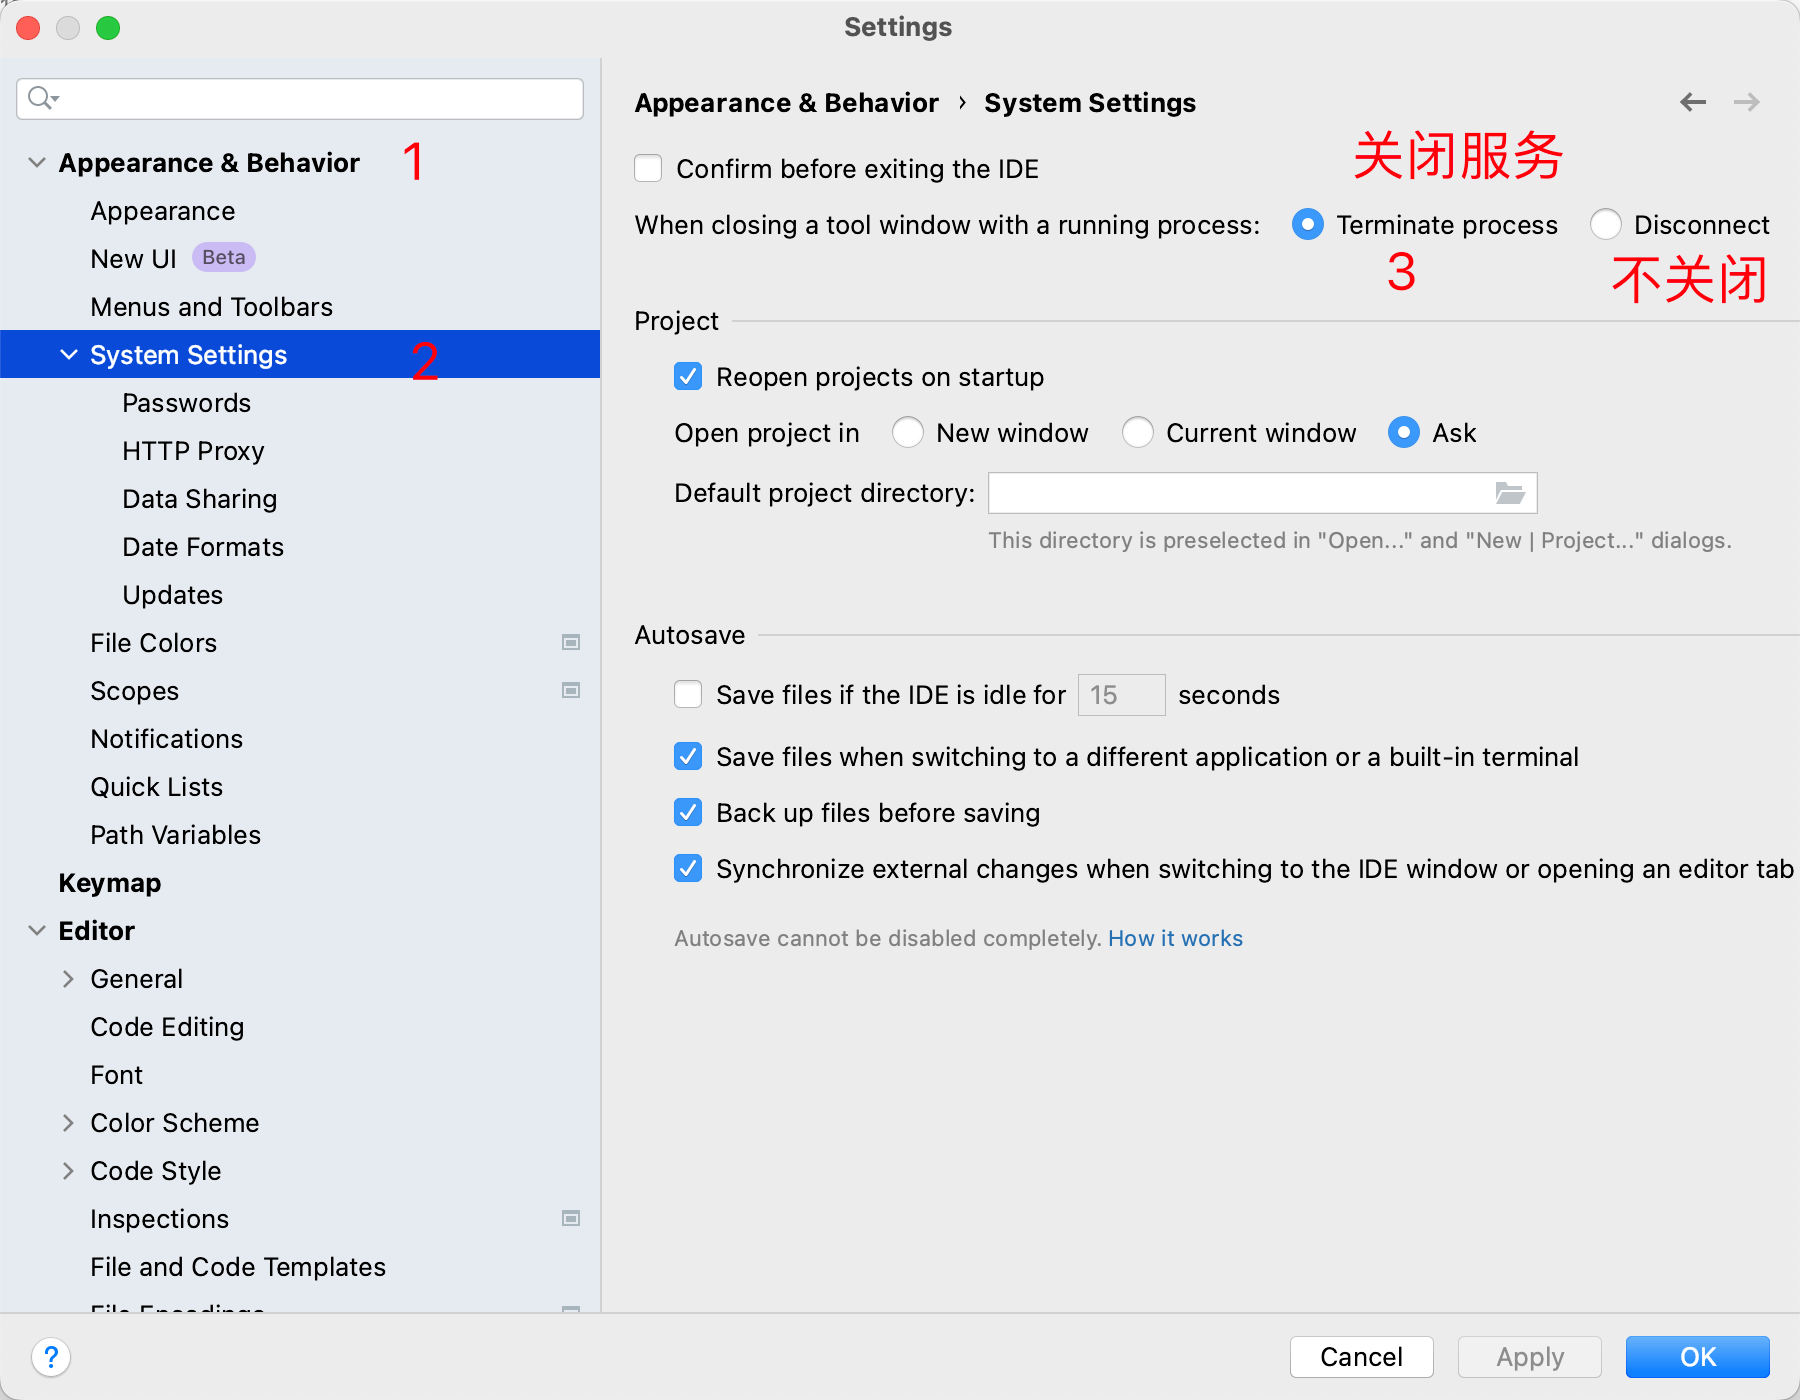 Settings
Appearance & Behavior 1
Appearance
New UI Beta
Menus and Toolbars
System Settings 2
Passwords
HTTP Proxy
Data Sharing
Date Formats
Updates
File Colors
Scopes
Notifications
Quick Lists
Path Variables
Keymap
Editor
General
Code Editing
Font
Color Scheme
Code Style
Inspections
File and Code Templates
File Encodings
Appearance & Behavior › System Settings
关闭服务
Confirm before exiting the IDE
When closing a tool window with a running process: Terminate process Disconnect
3 不关闭
Project
Reopen projects on startup
Open project in New window Current window Ask
Default project directory:
This directory is preselected in "Open..." and "New | Project..." dialogs.
Autosave
Save files if the IDE is idle for 15 seconds
Save files when switching to a different application or a built-in terminal
Back up files before saving
Synchronize external changes when switching to the IDE window or opening an editor tab
Autosave cannot be disabled completely. How it works
? Cancel Apply OK